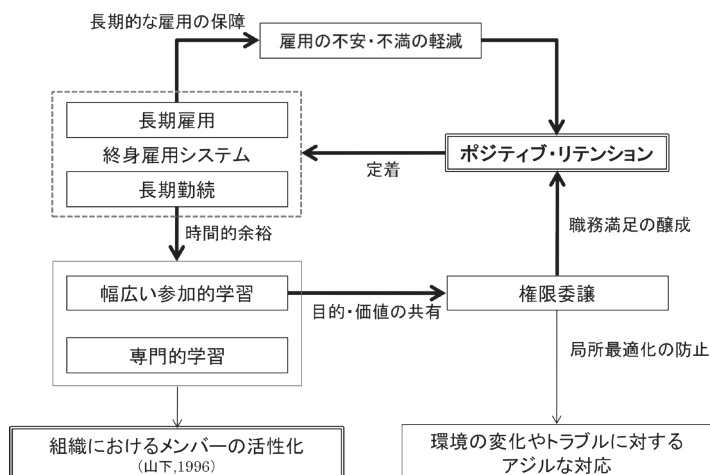 長期的な雇用の保障
雇用の不安・不満の軽減
長期雇用
終身雇用システム
長期勤続
定着
ポジティブ・リテンション
時間的余裕
職務満足の醸成
幅広い参加的学習
目的・価値の共有
権限委譲
専門的学習
局所最適化の防止
組織におけるメンバーの活性化
(山下,1996)
環境の変化やトラブルに対する
アジルな対応